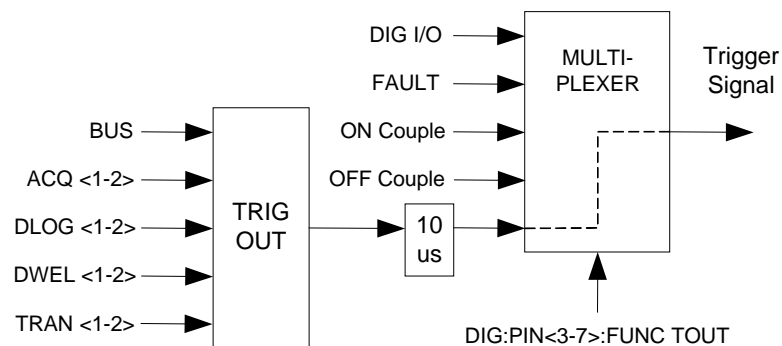 DIG I/O
FAULT
ON Couple
OFF Couple
MULTI-
PLEXER
Trigger
Signal
BUS
ACQ <1-2>
DLOG <1-2>
DWEL <1-2>
TRAN <1-2>
TRIG
OUT
10
us
DIG:PIN<3-7>:FUNC TOUT